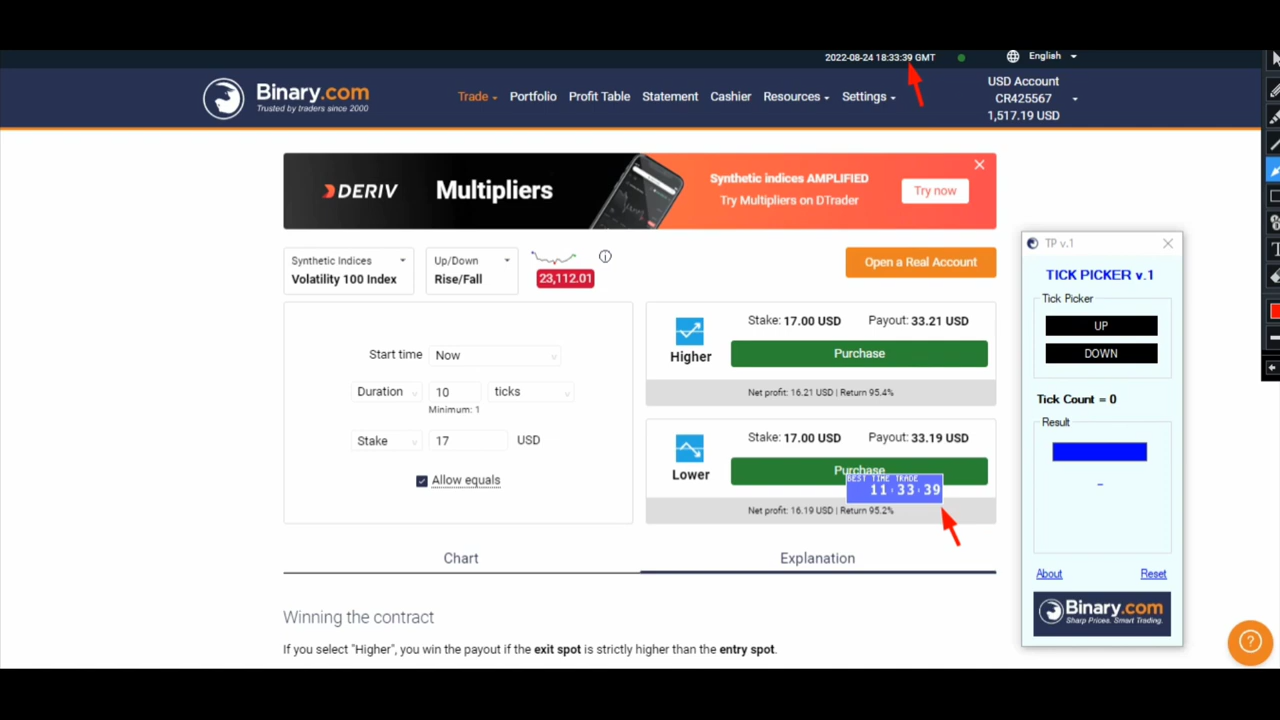 2022-08-24 18:33:39 GMT
English
Binary.com
Trusted by traders since 2000
Trade
Portfolio
Profit Table
Statement
Cashier
Resources
Settings
USD Account
CR425567
1,517.19 USD
DERIV
Multipliers
Synthetic indices AMPLIFIED
Try Multipliers on DTrader
Try now
Synthetic Indices
Volatility 100 Index
Up/Down
Rise/Fall
23,112.01
Open a Real Account
Start time Now
Duration 10 ticks
Minimum: 1
Stake 17 USD
Allow equals
Stake: 17.00 USD Payout: 33.21 USD
Higher
Purchase
Net profit: 16.21 USD | Return 95.4%
Stake: 17.00 USD Payout: 33.19 USD
Lower
Purchase
BEST TIME TRADE
11:33:39
Net profit: 16.19 USD | Return 95.2%
Chart
Explanation
Winning the contract
If you select "Higher", you win the payout if the exit spot is strictly higher than the entry spot.
TP v.1
TICK PICKER v.1
Tick Picker
UP
DOWN
Tick Count = 0
Result
-
About
Reset
Binary.com
Sharp Prices. Smart Trading.